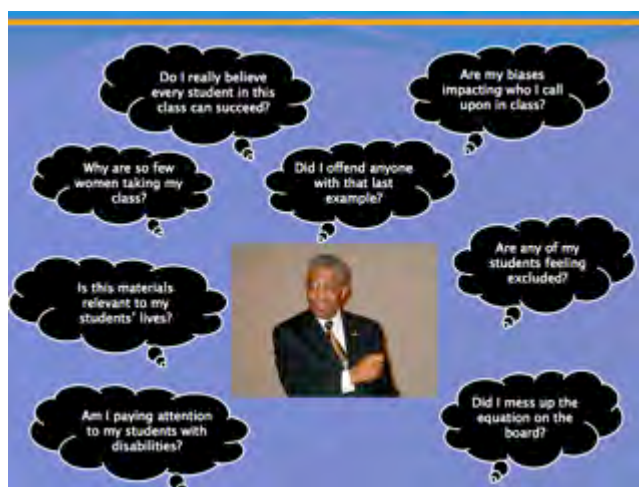 Do I really believe
every student in this
class can succeed?
Are my biases
impacting who I call
upon in class?
Why are so few
women taking my
class?
Did I offend anyone
with that last
example?
Are any of my
students feeling
excluded?
Is this materials
relevant to my
students' lives?
Am I paying attention
to my students with
disabilities?
Did I mess up the
equation on the
board?